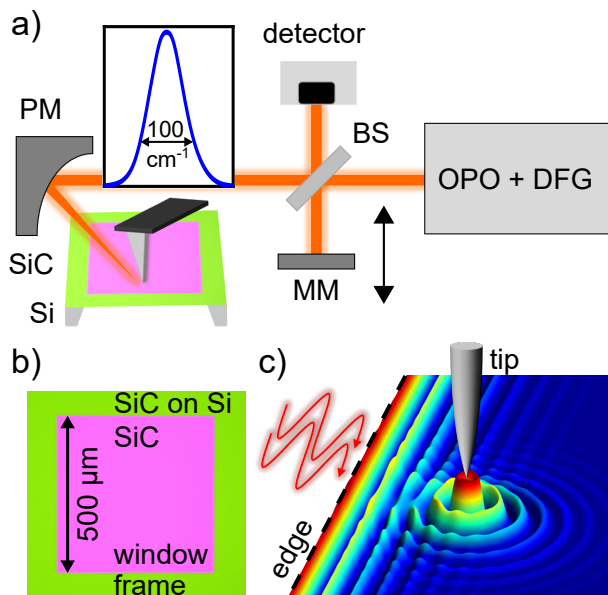 a)
detector
PM
100
cm⁻¹
BS
OPO + DFG
SiC
Si
MM
b)
SiC on Si
SiC
500 µm
window
frame
c)
tip
edge